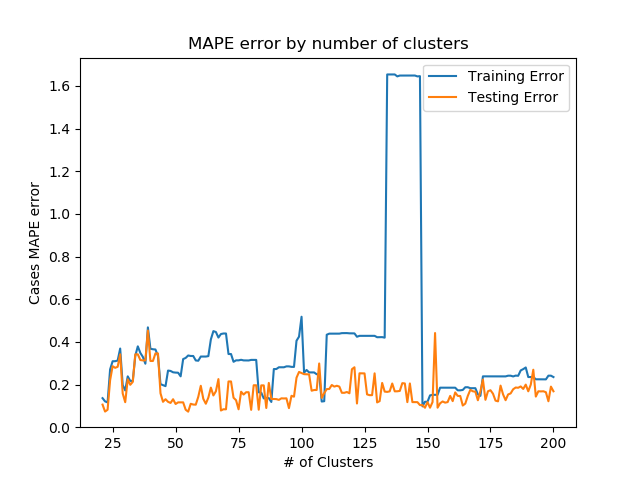 MAPE error by number of clusters
Training Error
Testing Error
Cases MAPE error
1.6
1.4
1.2
1.0
0.8
0.6
0.4
0.2
0.0
25 50 75 100 125 150 175 200
# of Clusters